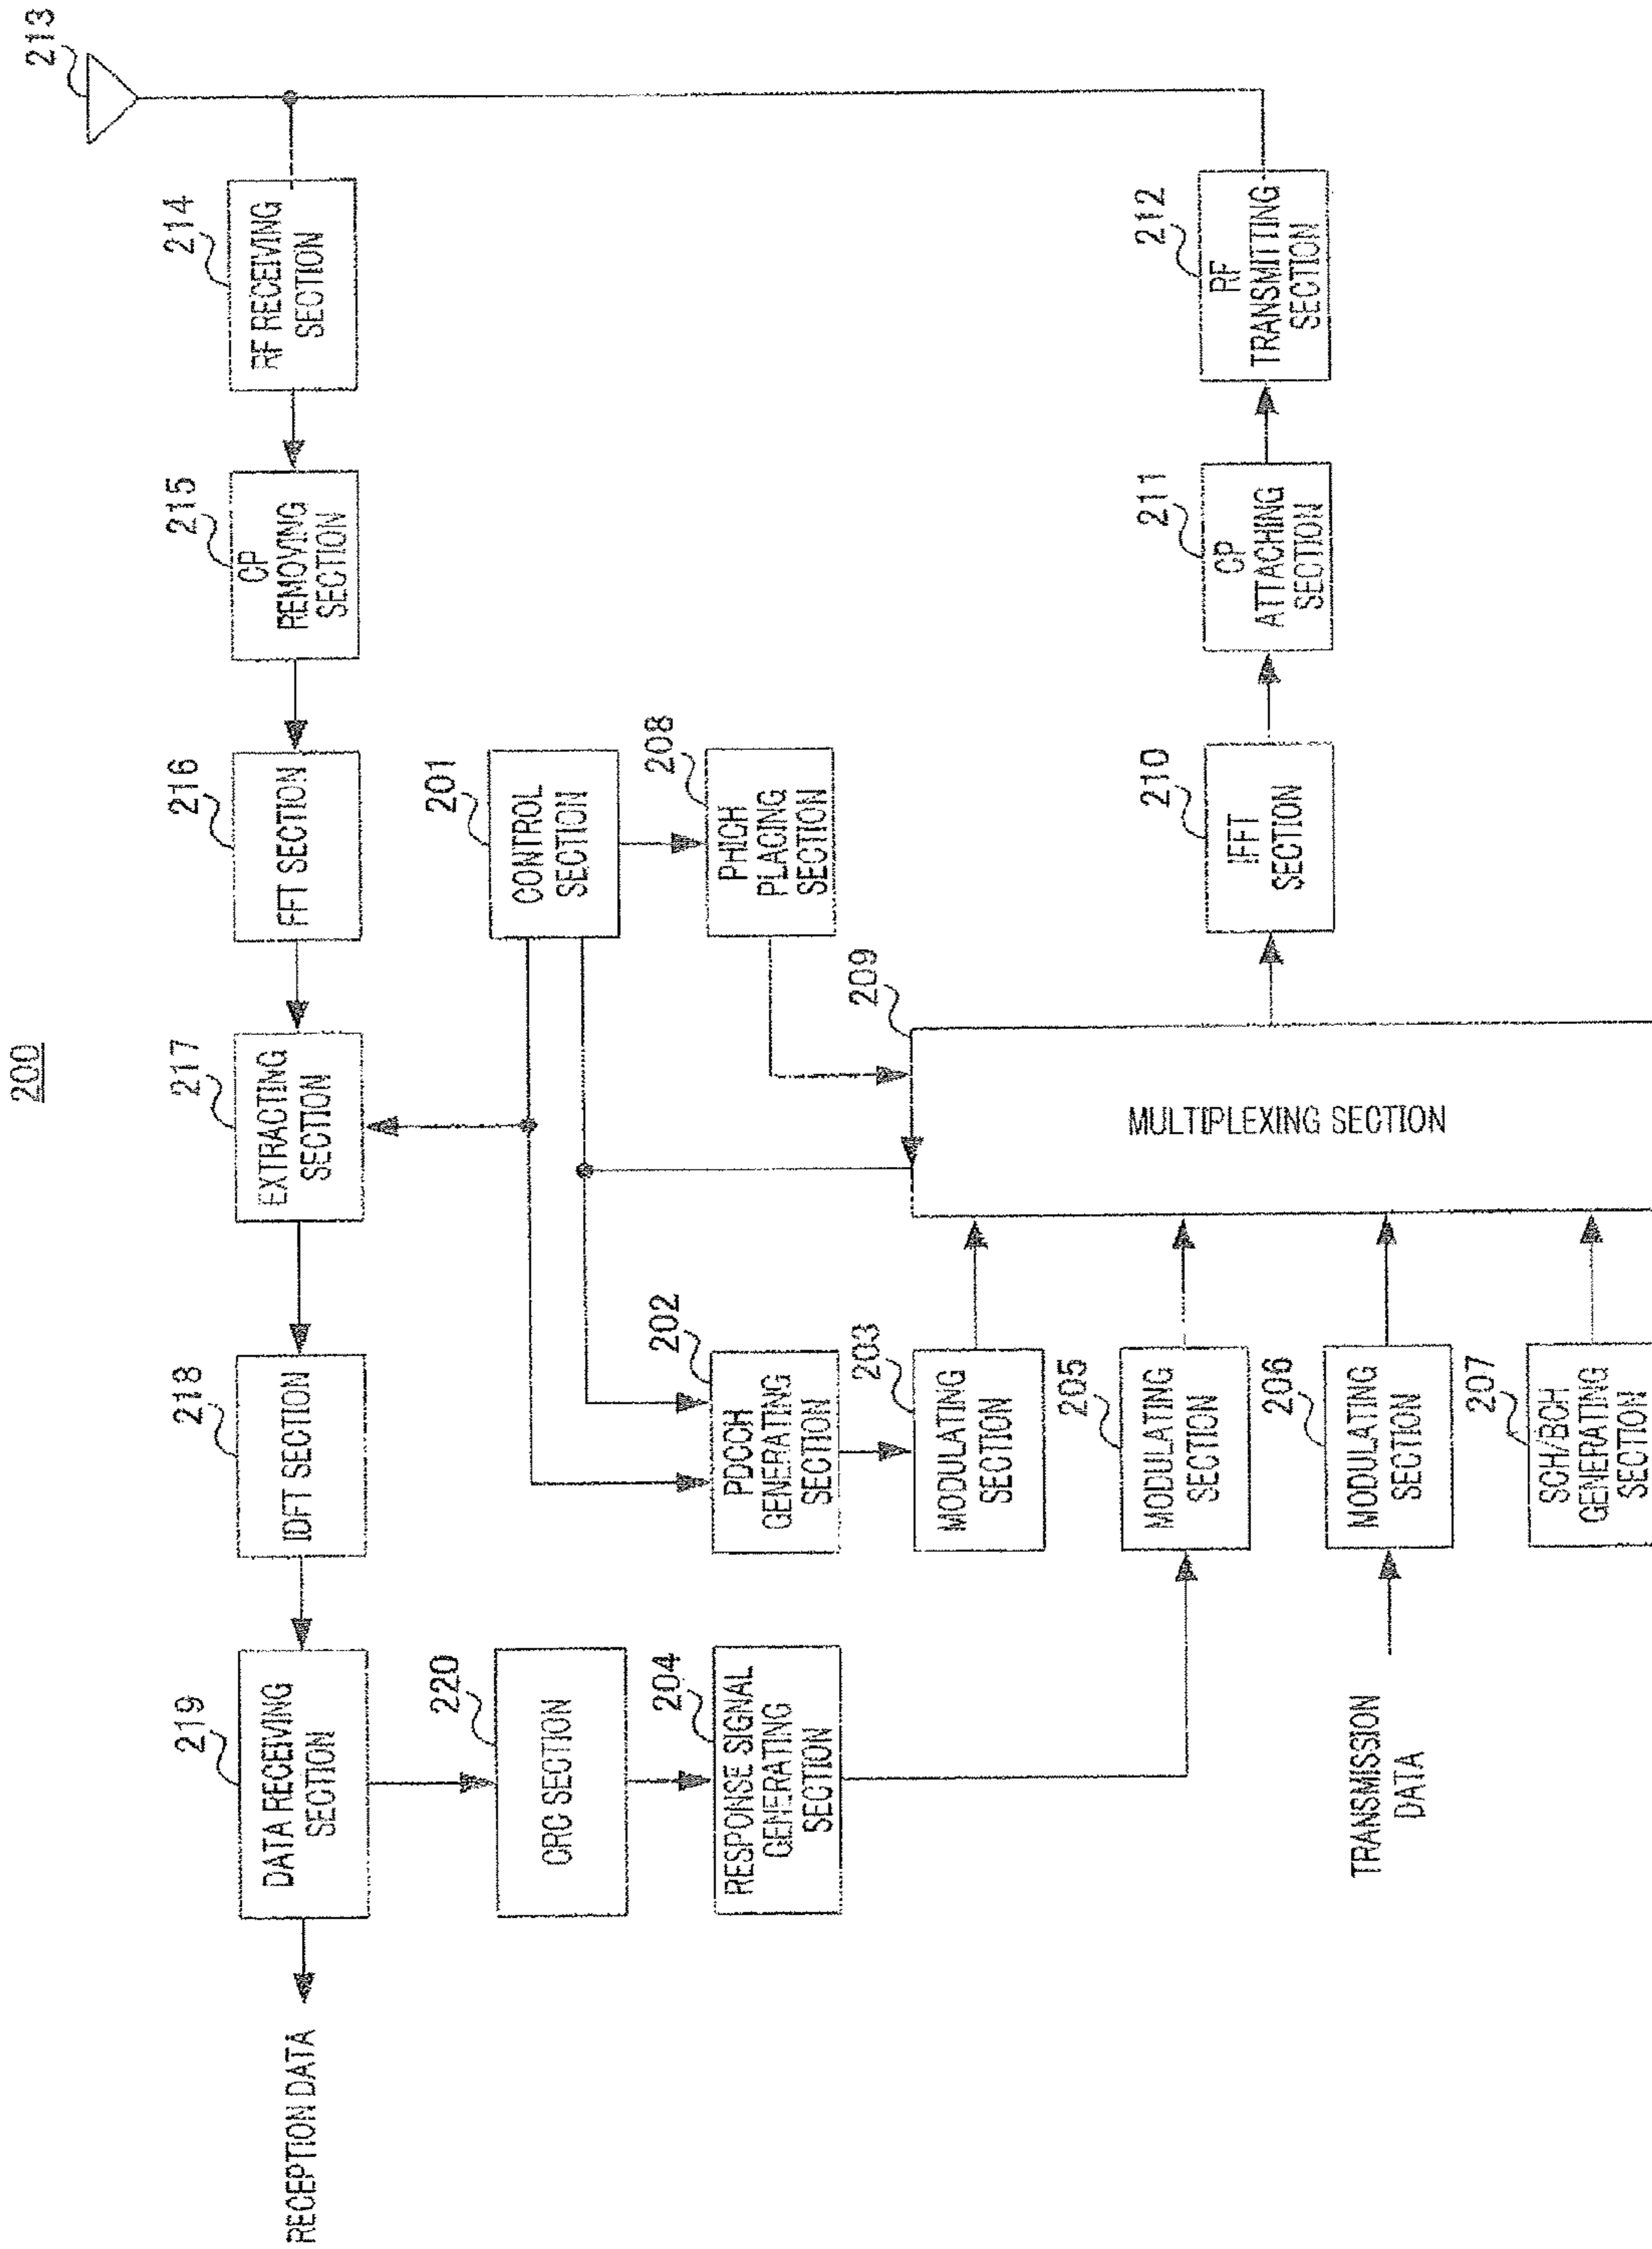 200
RECEPTION DATA
219
DATA RECEIVING
SECTION
218
IDFT SECTION
217
EXTRACTING
SECTION
216
FFT SECTION
215
CP
REMOVING
SECTION
214
RF RECEIVING
SECTION
213
220
CRC SECTION
201
CONTROL
SECTION
204
RESPONSE SIGNAL
GENERATING
SECTION
202
PDCCH
GENERATING
SECTION
208
PHICH
PLACING
SECTION
203
MODULATING
SECTION
209
MULTIPLEXING SECTION
205
MODULATING
SECTION
210
IFFT
SECTION
211
CP
ATTACHING
SECTION
212
RF
TRANSMITTING
SECTION
TRANSMISSION
DATA
206
MODULATING
SECTION
207
SCH/BCH
GENERATING
SECTION